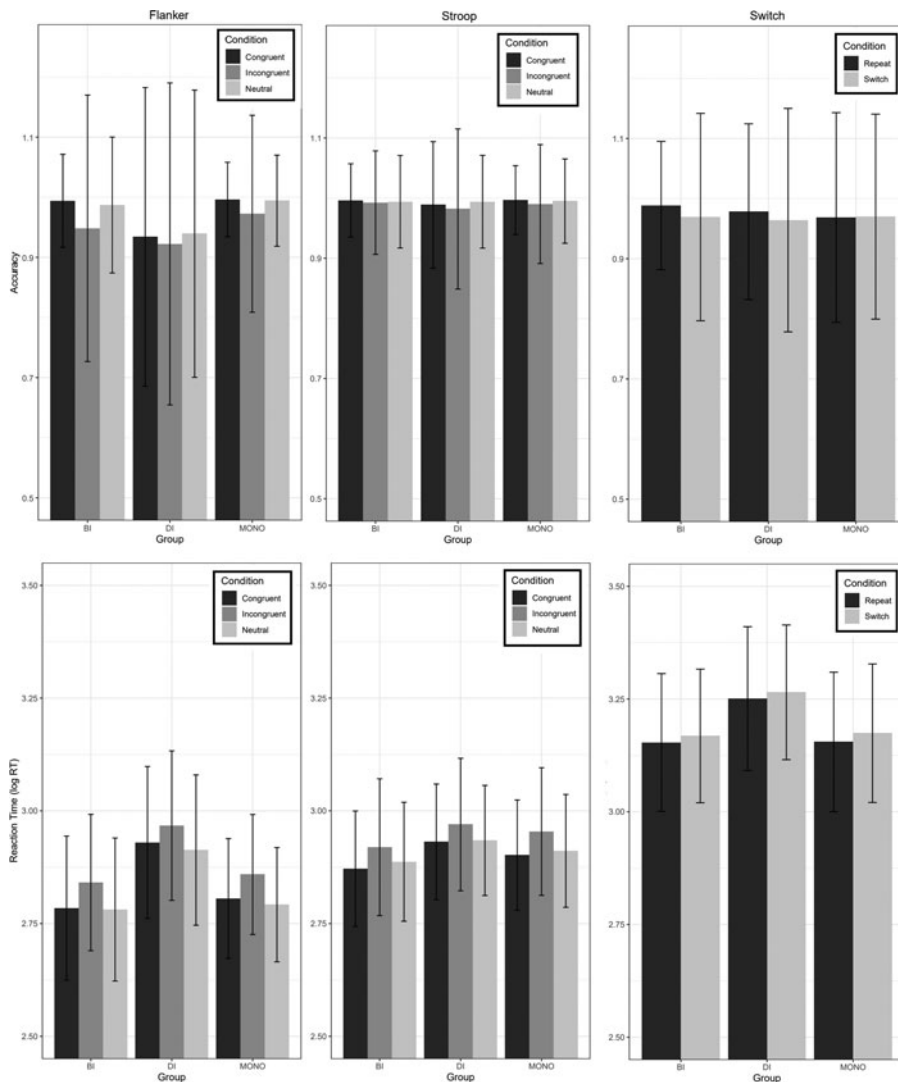 Flanker
Stroop
Switch
Condition
Congruent
Incongruent
Neutral
Condition
Congruent
Incongruent
Neutral
Condition
Repeat
Switch
Accuracy
1.1
0.9
0.7
0.5
1.1
0.9
0.7
0.5
1.1
0.9
0.7
0.5
BI
DI
MONO
BI
DI
MONO
BI
DI
MONO
Group
Group
Group
Condition
Congruent
Incongruent
Neutral
Condition
Congruent
Incongruent
Neutral
Condition
Repeat
Switch
Reaction Time (log RT)
3.50
3.25
3.00
2.75
2.50
3.50
3.25
3.00
2.75
2.50
3.50
3.25
3.00
2.75
2.50
BI
DI
MONO
BI
DI
MONO
BI
DI
MONO
Group
Group
Group